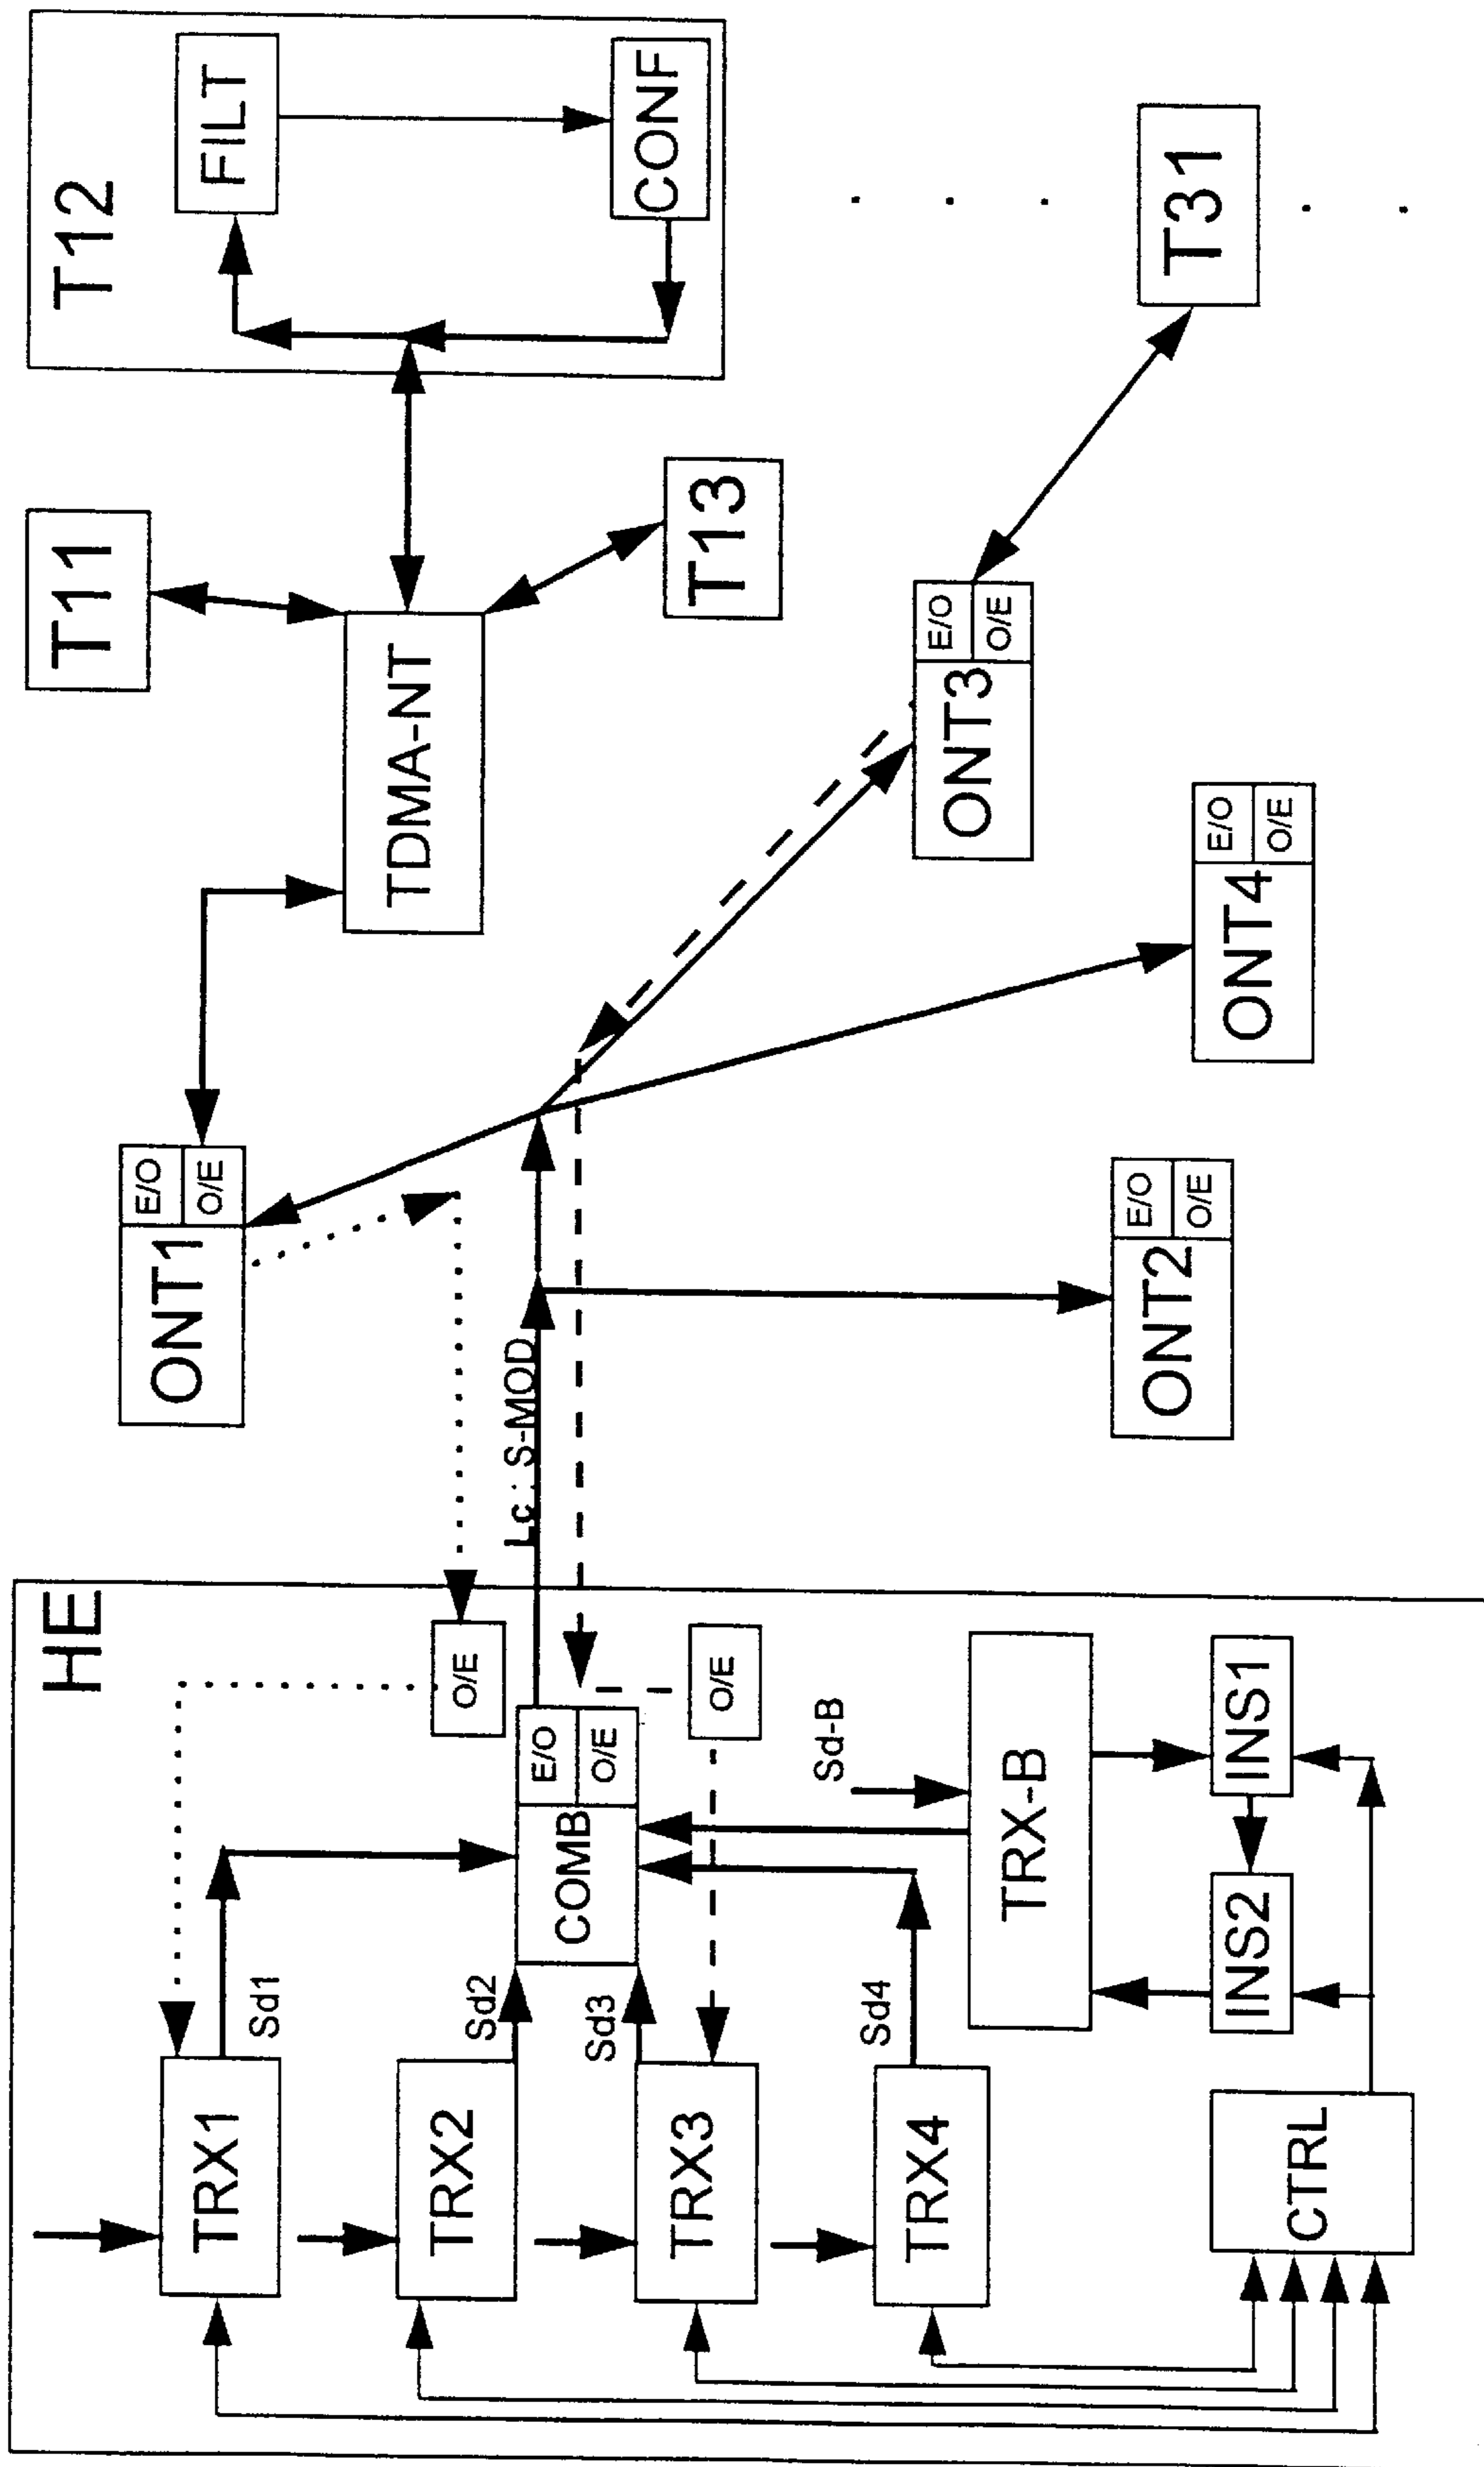 HE
TRX1
Sd1
TRX2
Sd2
TRX3
Sd3
TRX4
Sd4
CTRL
COMB
E/O
O/E
O/E
O/E
Sd-B
TRX-B
INS1
INS2
Lc : S-MOD
ONT1
E/O
O/E
ONT2
E/O
O/E
ONT3
E/O
O/E
ONT4
E/O
O/E
TDMA-NT
T11
T12
FILT
CONF
T13
T31